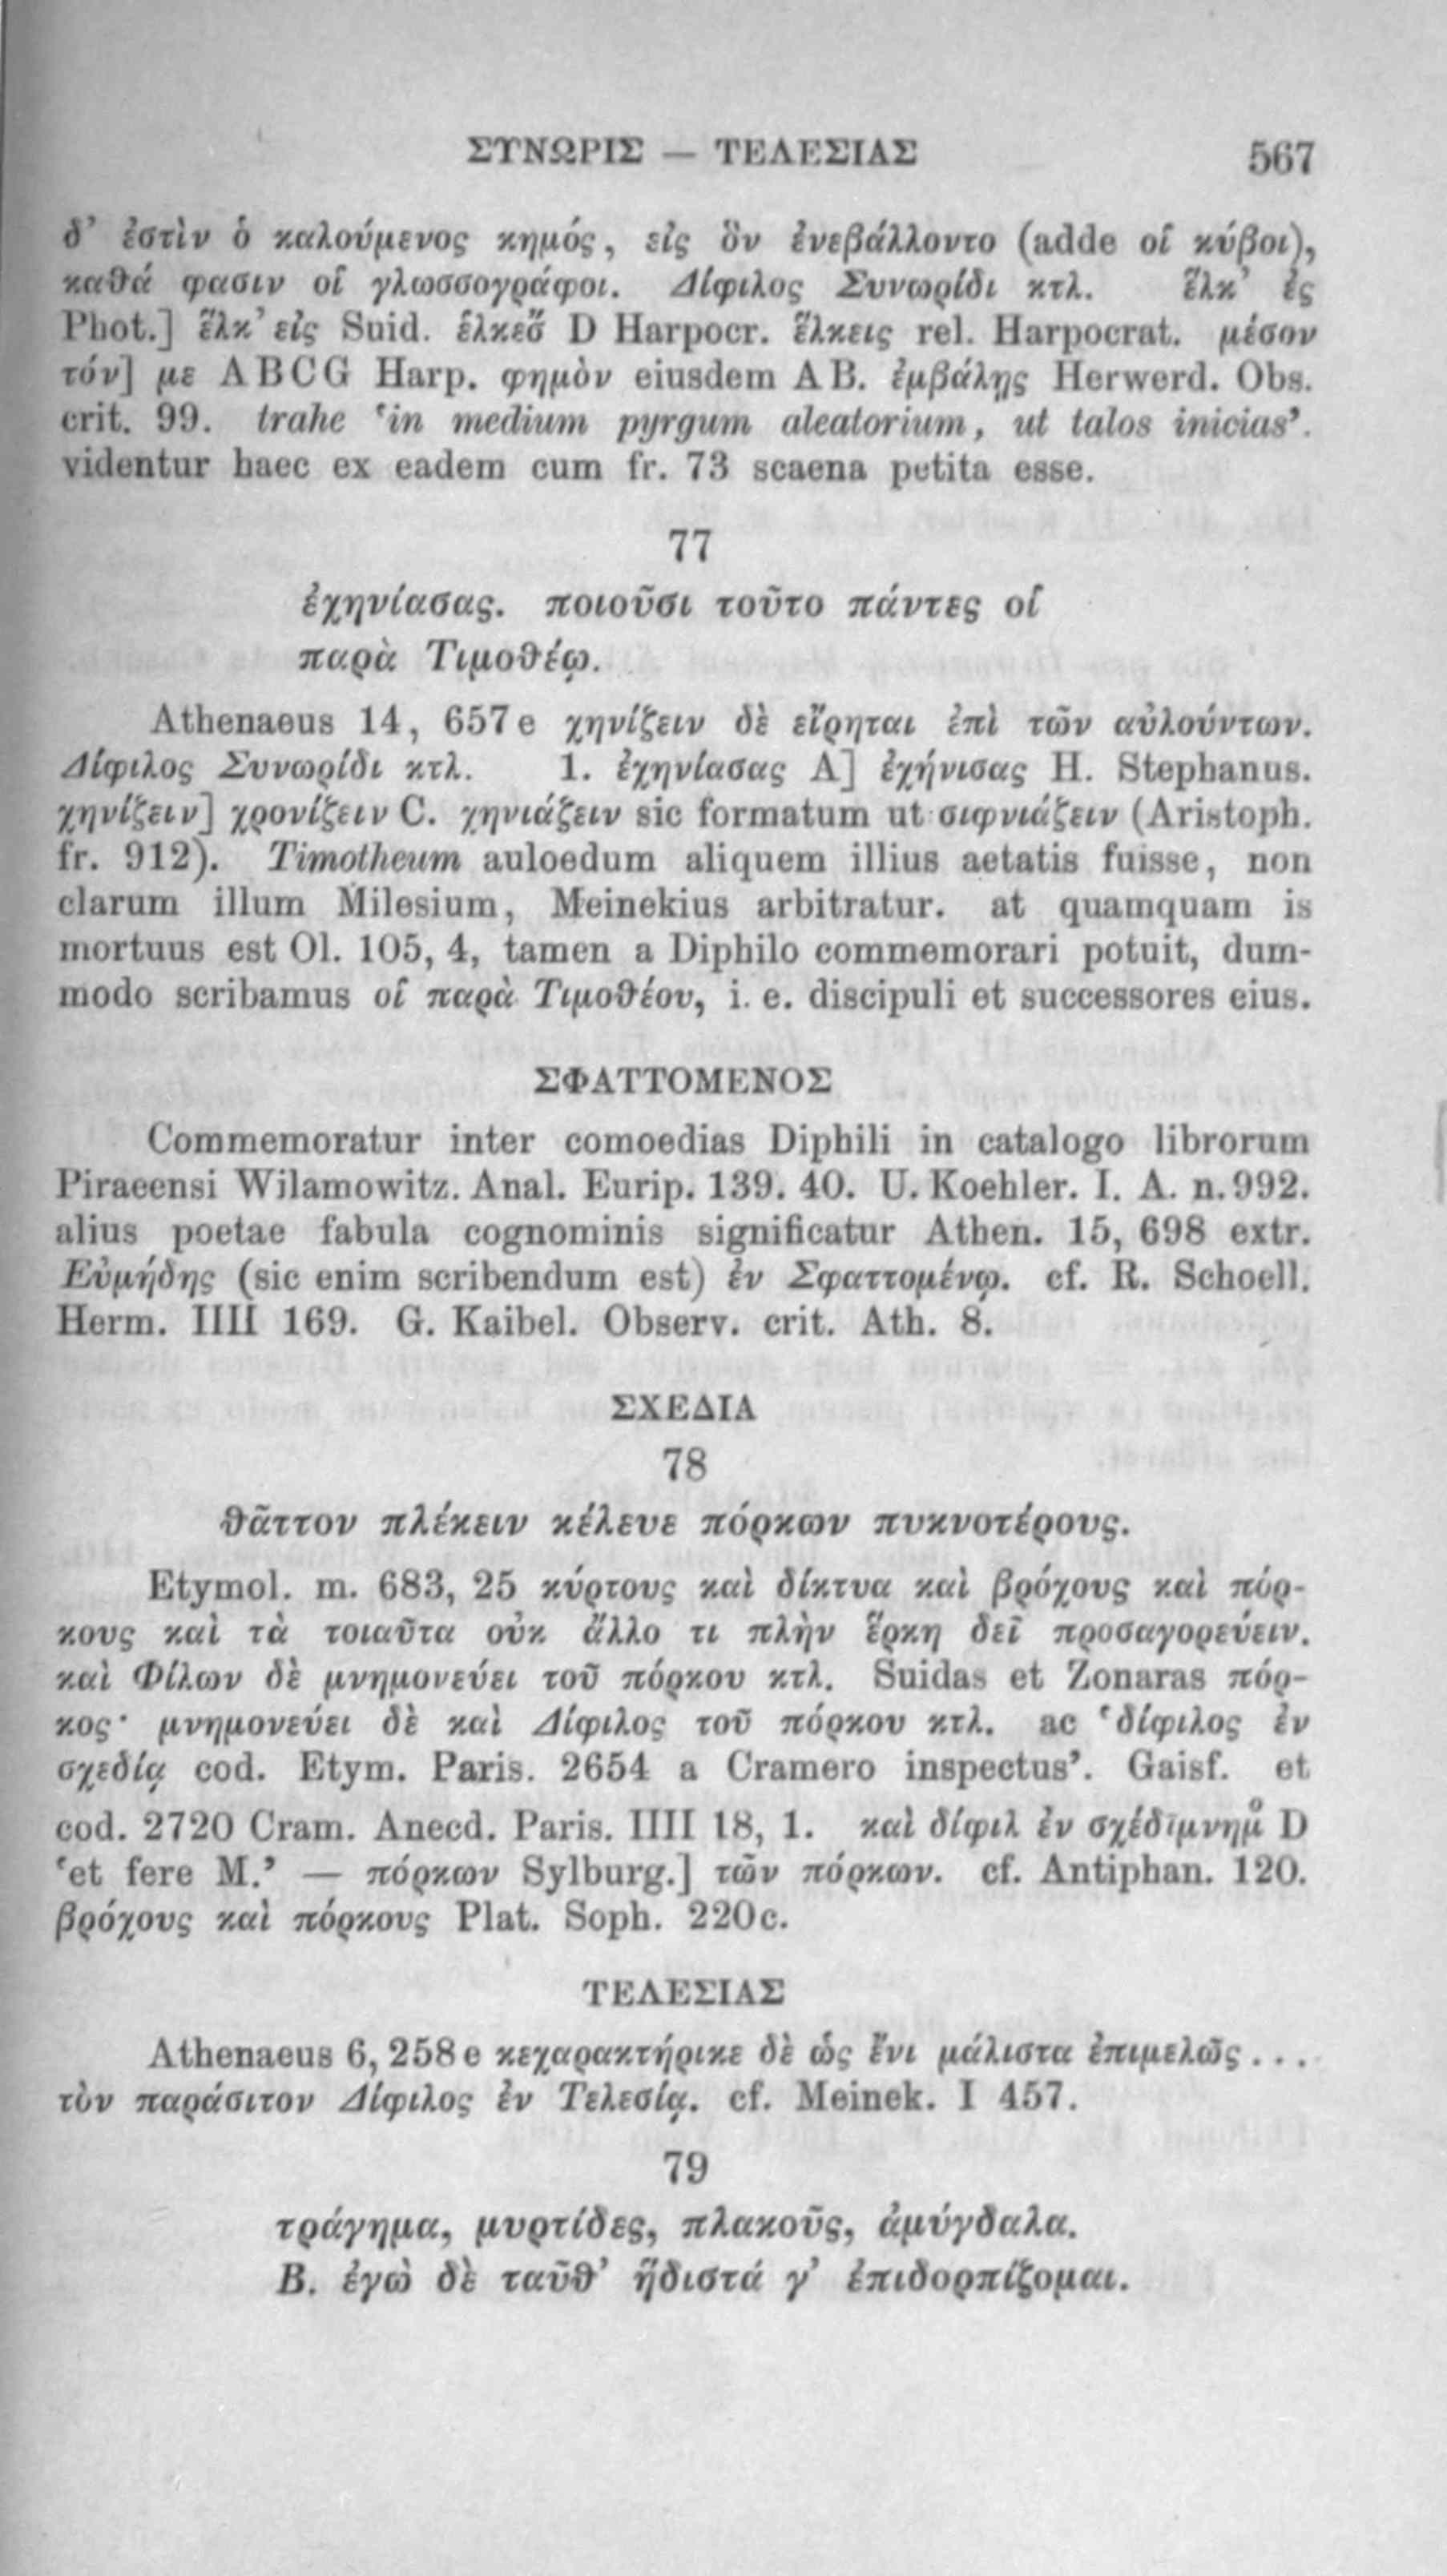 ΣΥΝΩΡΙΣ — ΤΕΛΕΣΙΑΣ 567
δ’ ἐστὶν ὁ καλούμενος κημός, εἰς ὃν ἐνεβάλλοντο (adde οἱ κύβοι),
καθά φασιν οἱ γλωσσογράφοι. Δίφιλος Συνωρίδι κτλ. ἕλκ’ ἐς
Phot.] ἕλκ’ εἰς Suid. ἑλκεσ̃ D Harpocr. ἕλκεις rel. Harpocrat. μέσον
τόν] με ABCG Harp. φημὸν eiusdem AB. ἐμβάλῃς Herwerd. Obs.
crit. 99. trahe ‘in medium pyrgum aleatorium, ut talos inicias’.
videntur haec ex eadem cum fr. 73 scaena petita esse.
77
ἐχηνίασας. ποιοῦσι τοῦτο πάντες οἱ
παρὰ Τιμοθέῳ.
Athenaeus 14, 657 e χηνίζειν δὲ εἴρηται ἐπὶ τῶν αὐλούντων.
Δίφιλος Συνωρίδι κτλ. 1. ἐχηνίασας A] ἐχήνισας H. Stephanus.
χηνίζειν] χρονίζειν C. χηνιάζειν sic formatum ut σιφνιάζειν (Aristoph.
fr. 912). Timotheum auloedum aliquem illius aetatis fuisse, non
clarum illum Milesium, Meinekius arbitratur. at quamquam is
mortuus est Ol. 105, 4, tamen a Diphilo commemorari potuit, dum-
modo scribamus οἱ παρὰ Τιμοθέου, i. e. discipuli et successores eius.
ΣΦΑΤΤΟΜΕΝΟΣ
Commemoratur inter comoedias Diphili in catalogo librorum
Piraeensi Wilamowitz. Anal. Eurip. 139. 40. U. Koehler. I. A. n. 992.
alius poetae fabula cognominis significatur Athen. 15, 698 extr.
Εὐμήδης (sic enim scribendum est) ἐν Σφαττομένῳ. cf. R. Schoell.
Herm. IIII 169. G. Kaibel. Observ. crit. Ath. 8.
ΣΧΕΔΙΑ
78
θᾶττον πλέκειν κέλευε πόρκων πυκνοτέρους.
Etymol. m. 683, 25 κύρτους καὶ δίκτυα καὶ βρόχους καὶ πόρ-
κους καὶ τὰ τοιαῦτα οὐκ ἄλλο τι πλὴν ἕρκη δεῖ προσαγορεύειν.
καὶ Φίλων δὲ μνημονεύει τοῦ πόρκου κτλ. Suidas et Zonaras πόρ-
κος· μνημονεύει δὲ καὶ Δίφιλος τοῦ πόρκου κτλ. ac ‘δίφιλος ἐν
σχεδίᾳ cod. Etym. Paris. 2654 a Cramero inspectus’. Gaisf. et
cod. 2720 Cram. Anecd. Paris. IIII 18, 1. καὶ δίφιλ ἐν σχέδῑμνημο̊ D
‘et fere M.’ — πόρκων Sylburg.] τῶν πόρκων. cf. Antiphan. 120.
βρόχους καὶ πόρκους Plat. Soph. 220 c.
ΤΕΛΕΣΙΑΣ
Athenaeus 6, 258 e κεχαρακτήρικε δὲ ὡς ἔνι μάλιστα ἐπιμελῶς ...
τὸν παράσιτον Δίφιλος ἐν Τελεσίᾳ. cf. Meinek. I 457.
79
τράγημα, μυρτίδες, πλακοῦς, ἀμύγδαλα.
Β. ἐγὼ δὲ ταῦθ’ ἥδιστά γ’ ἐπιδορπίζομαι.